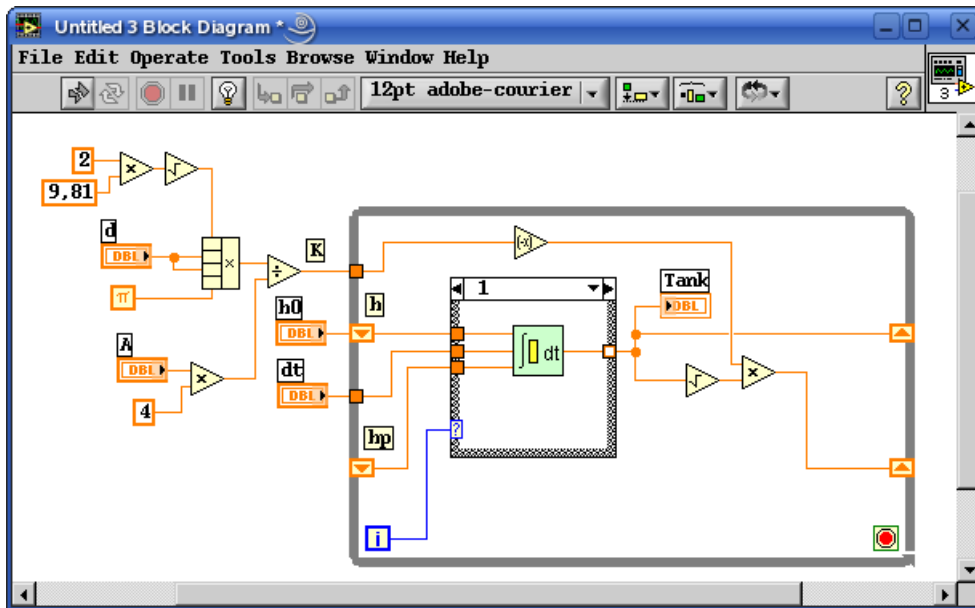 Untitled 3 Block Diagram *
File Edit Operate Tools Browse Window Help
12pt adobe-courier
?
3
2
×
√
9,81
d
DBL
×
π
÷
K
[-x]
A
DBL
×
4
h0
DBL
h
1
∫ dt
Tank
DBL
√
×
dt
DBL
hp
?
i